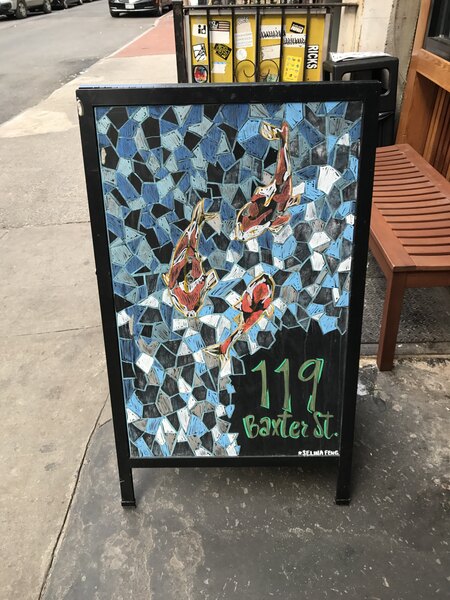 RICKS
119
Baxter St.
#SELINA FENG